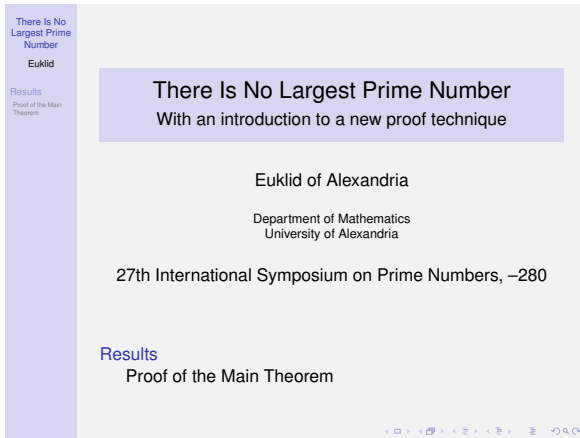 There Is No
Largest Prime
Number
Euklid
Results
Proof of the Main
Theorem
There Is No Largest Prime Number
With an introduction to a new proof technique
Euklid of Alexandria
Department of Mathematics
University of Alexandria
27th International Symposium on Prime Numbers, –280
Results
Proof of the Main Theorem